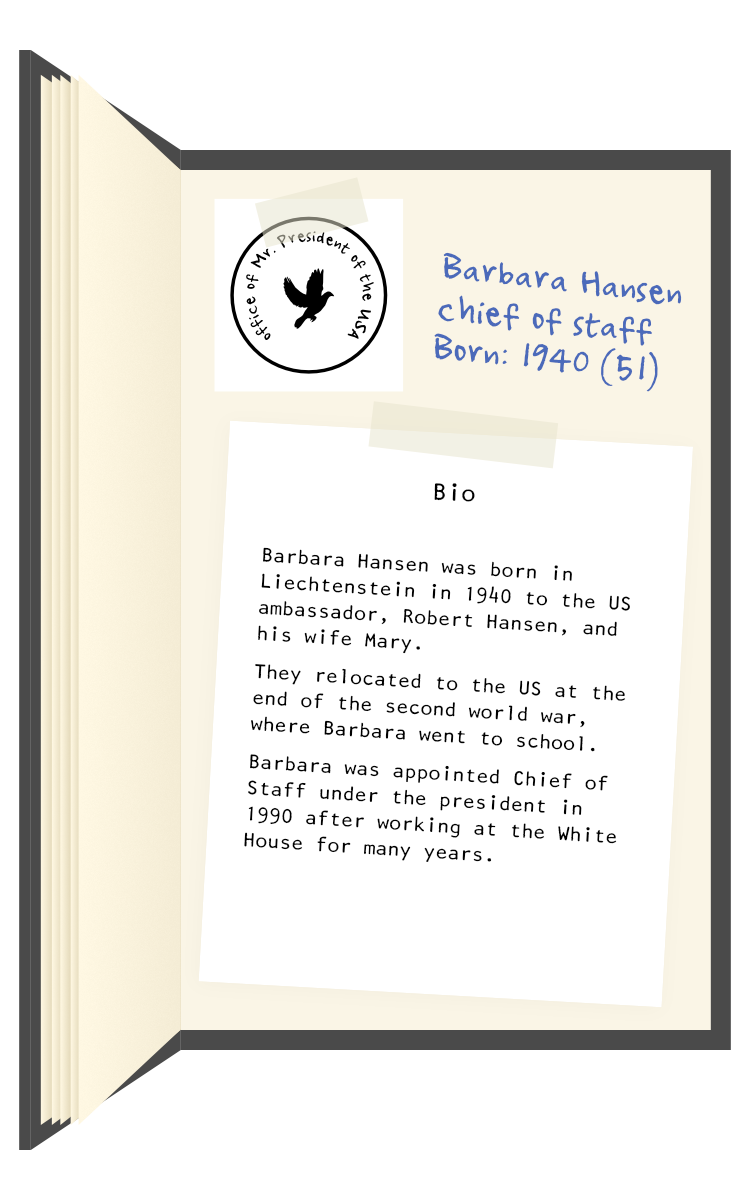 office of Mr. President of the USA
Barbara Hansen
chief of staff
Born: 1940 (51)
Bio
Barbara Hansen was born in
Liechtenstein in 1940 to the US
ambassador, Robert Hansen, and
his wife Mary.
They relocated to the US at the
end of the second world war,
where Barbara went to school.
Barbara was appointed Chief of
Staff under the president in
1990 after working at the White
House for many years.